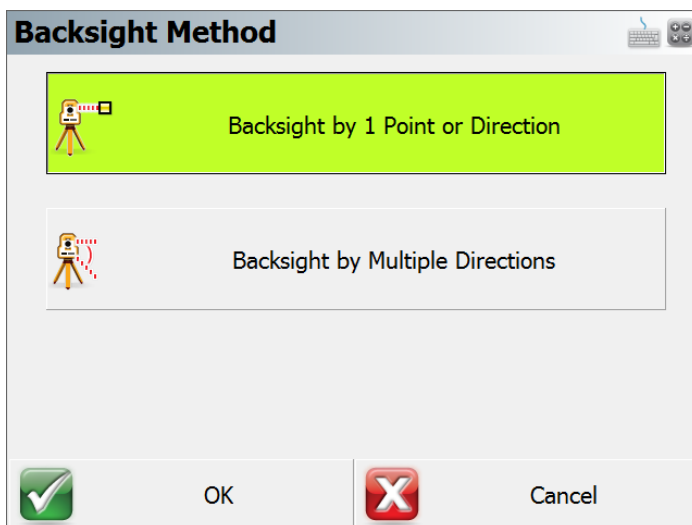 Backsight Method
Backsight by 1 Point or Direction
Backsight by Multiple Directions
OK
Cancel